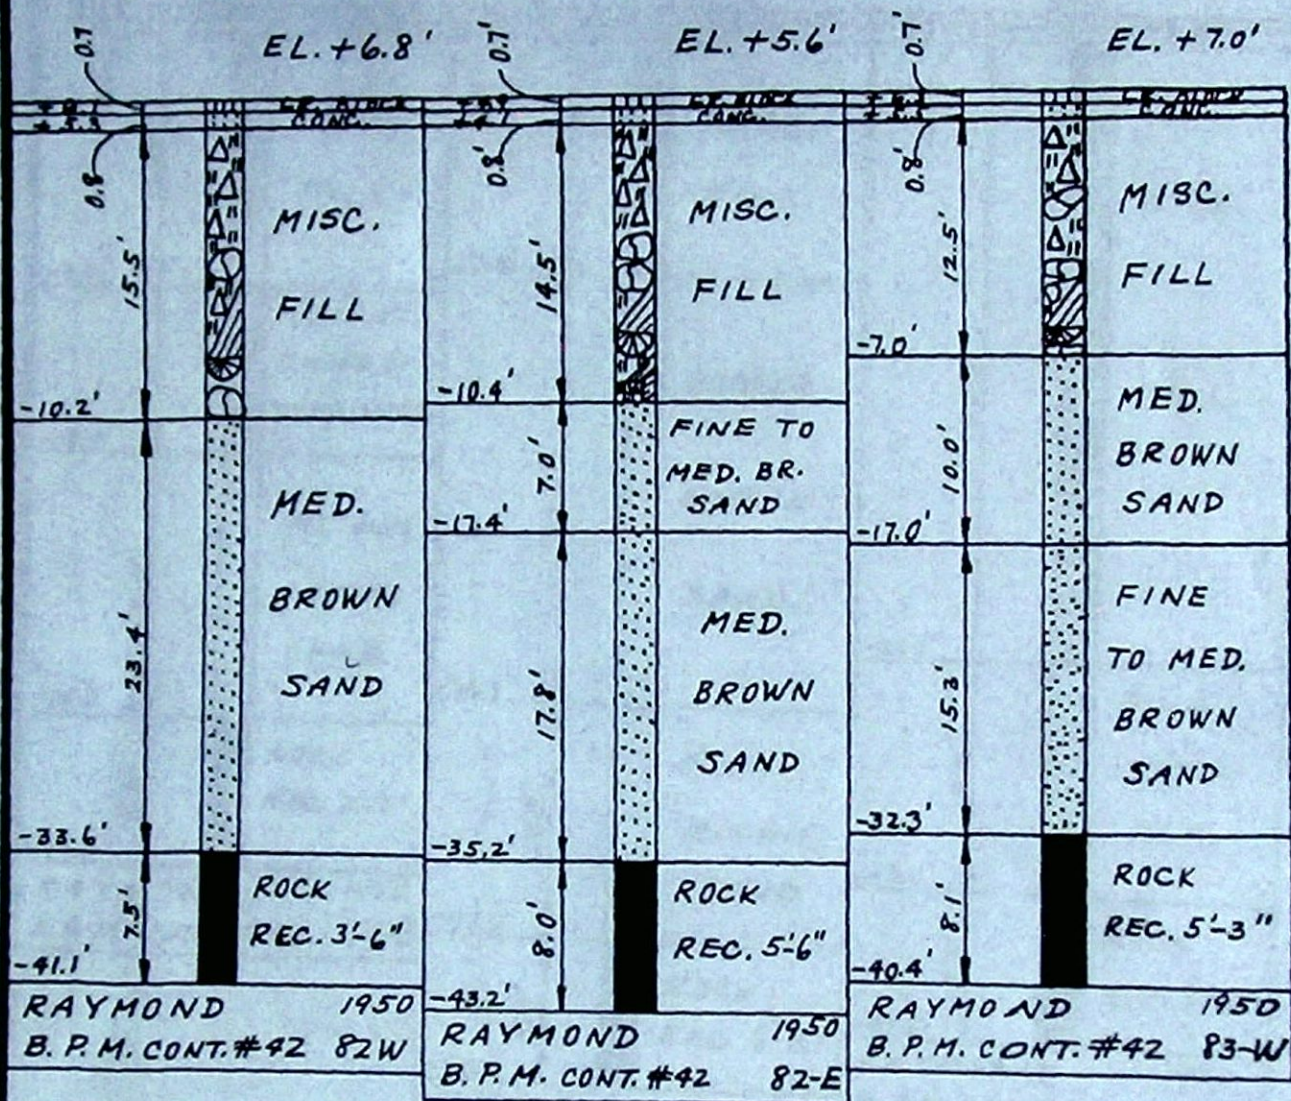 EL. +6.8'
0.7
0.8
CONC.
15.5'
MISC.
FILL
-10.2'
23.4'
MED.
BROWN
SAND
-33.6'
7.5'
ROCK
REC. 3'-6"
-41.1'
RAYMOND 1950
B. P. M. CONT. #42 82W
EL. +5.6'
0.7'
0.8'
CONC.
14.5'
MISC.
FILL
-10.4'
7.0'
FINE TO
MED. BR.
SAND
-17.4'
17.8'
MED.
BROWN
SAND
-35.2'
8.0'
ROCK
REC. 5'-6"
-43.2'
RAYMOND 1950
B. P. M. CONT. #42 82-E
EL. +7.0'
0.7'
0.8'
CONC.
12.5'
MISC.
FILL
-7.0'
10.0'
MED.
BROWN
SAND
-17.0'
15.3'
FINE
TO MED.
BROWN
SAND
-32.3'
8.1'
ROCK
REC. 5'-3"
-40.4'
RAYMOND 1950
B. P. M. CONT. #42 83-W